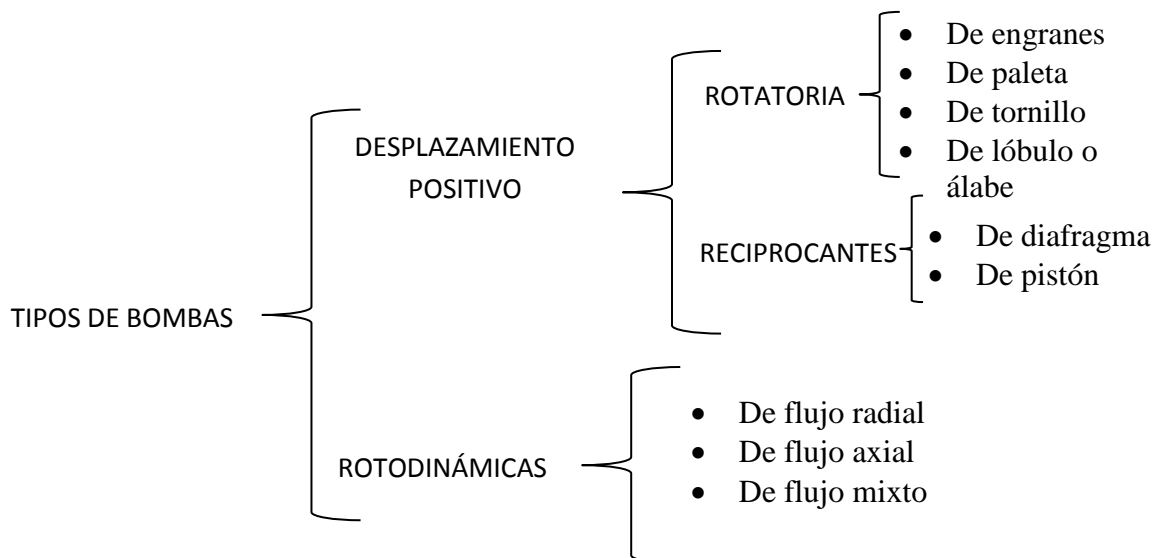 TIPOS DE BOMBAS
DESPLAZAMIENTO
POSITIVO
ROTATORIA
• De engranes
• De paleta
• De tornillo
• De lóbulo o
álabe
RECIPROCANTES
• De diafragma
• De pistón
ROTODINÁMICAS
• De flujo radial
• De flujo axial
• De flujo mixto